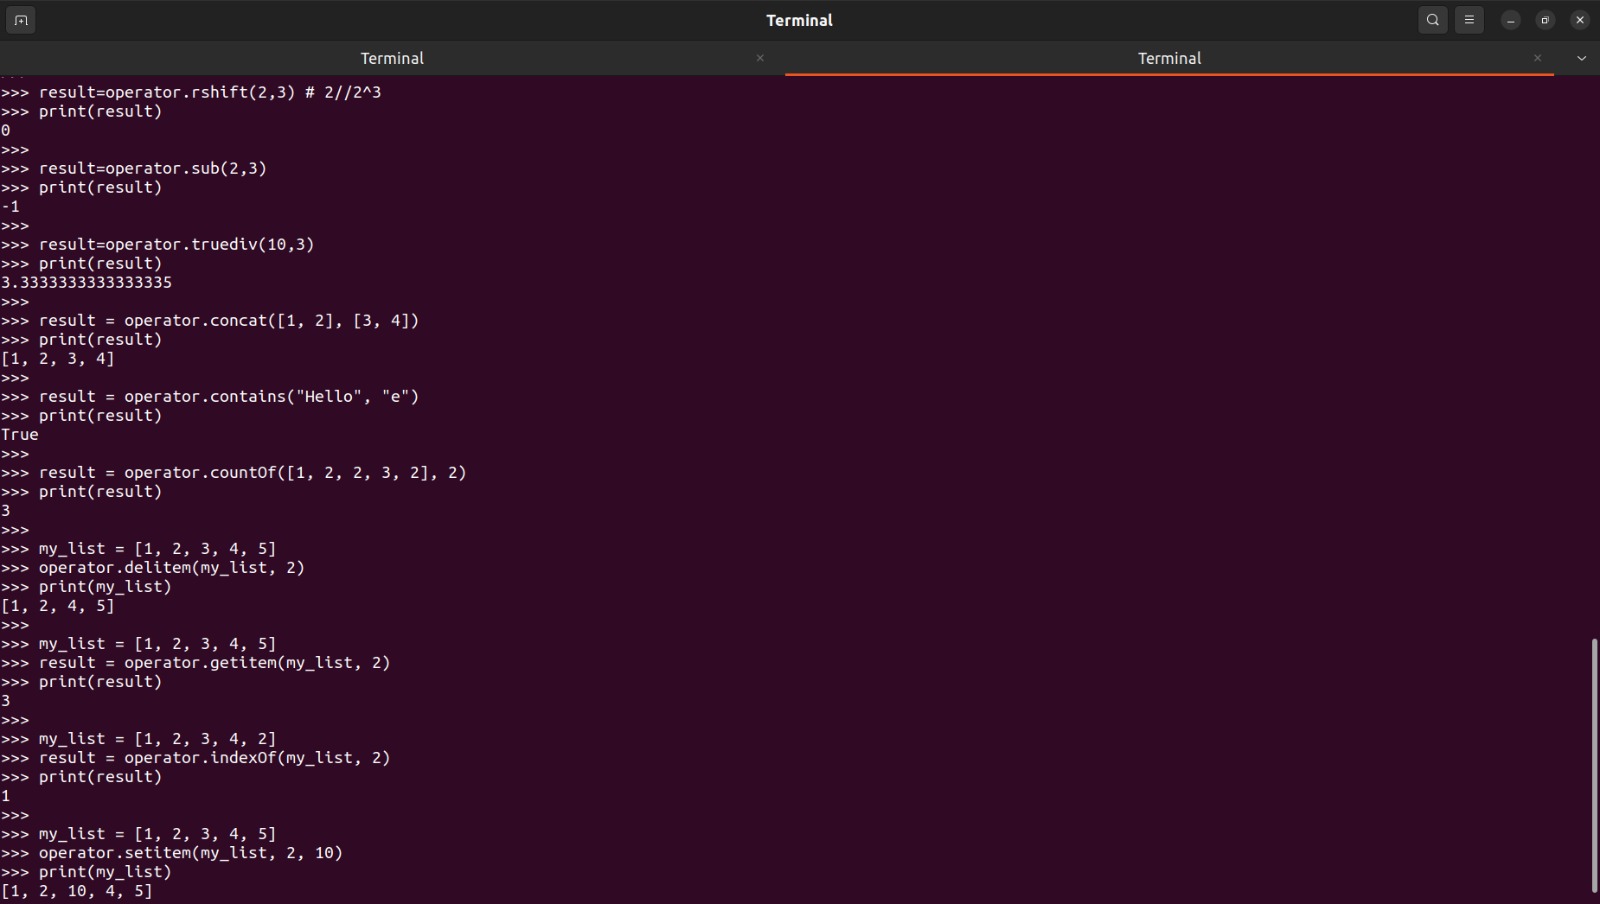 Terminal
Terminal
Terminal
>>> result=operator.rshift(2,3) # 2//2^3
>>> print(result)
0
>>>
>>> result=operator.sub(2,3)
>>> print(result)
-1
>>>
>>> result=operator.truediv(10,3)
>>> print(result)
3.3333333333333335
>>>
>>> result = operator.concat([1, 2], [3, 4])
>>> print(result)
[1, 2, 3, 4]
>>>
>>> result = operator.contains("Hello", "e")
>>> print(result)
True
>>>
>>> result = operator.countOf([1, 2, 2, 3, 2], 2)
>>> print(result)
3
>>>
>>> my_list = [1, 2, 3, 4, 5]
>>> operator.delitem(my_list, 2)
>>> print(my_list)
[1, 2, 4, 5]
>>>
>>> my_list = [1, 2, 3, 4, 5]
>>> result = operator.getitem(my_list, 2)
>>> print(result)
3
>>>
>>> my_list = [1, 2, 3, 4, 2]
>>> result = operator.indexOf(my_list, 2)
>>> print(result)
1
>>>
>>> my_list = [1, 2, 3, 4, 5]
>>> operator.setitem(my_list, 2, 10)
>>> print(my_list)
[1, 2, 10, 4, 5]